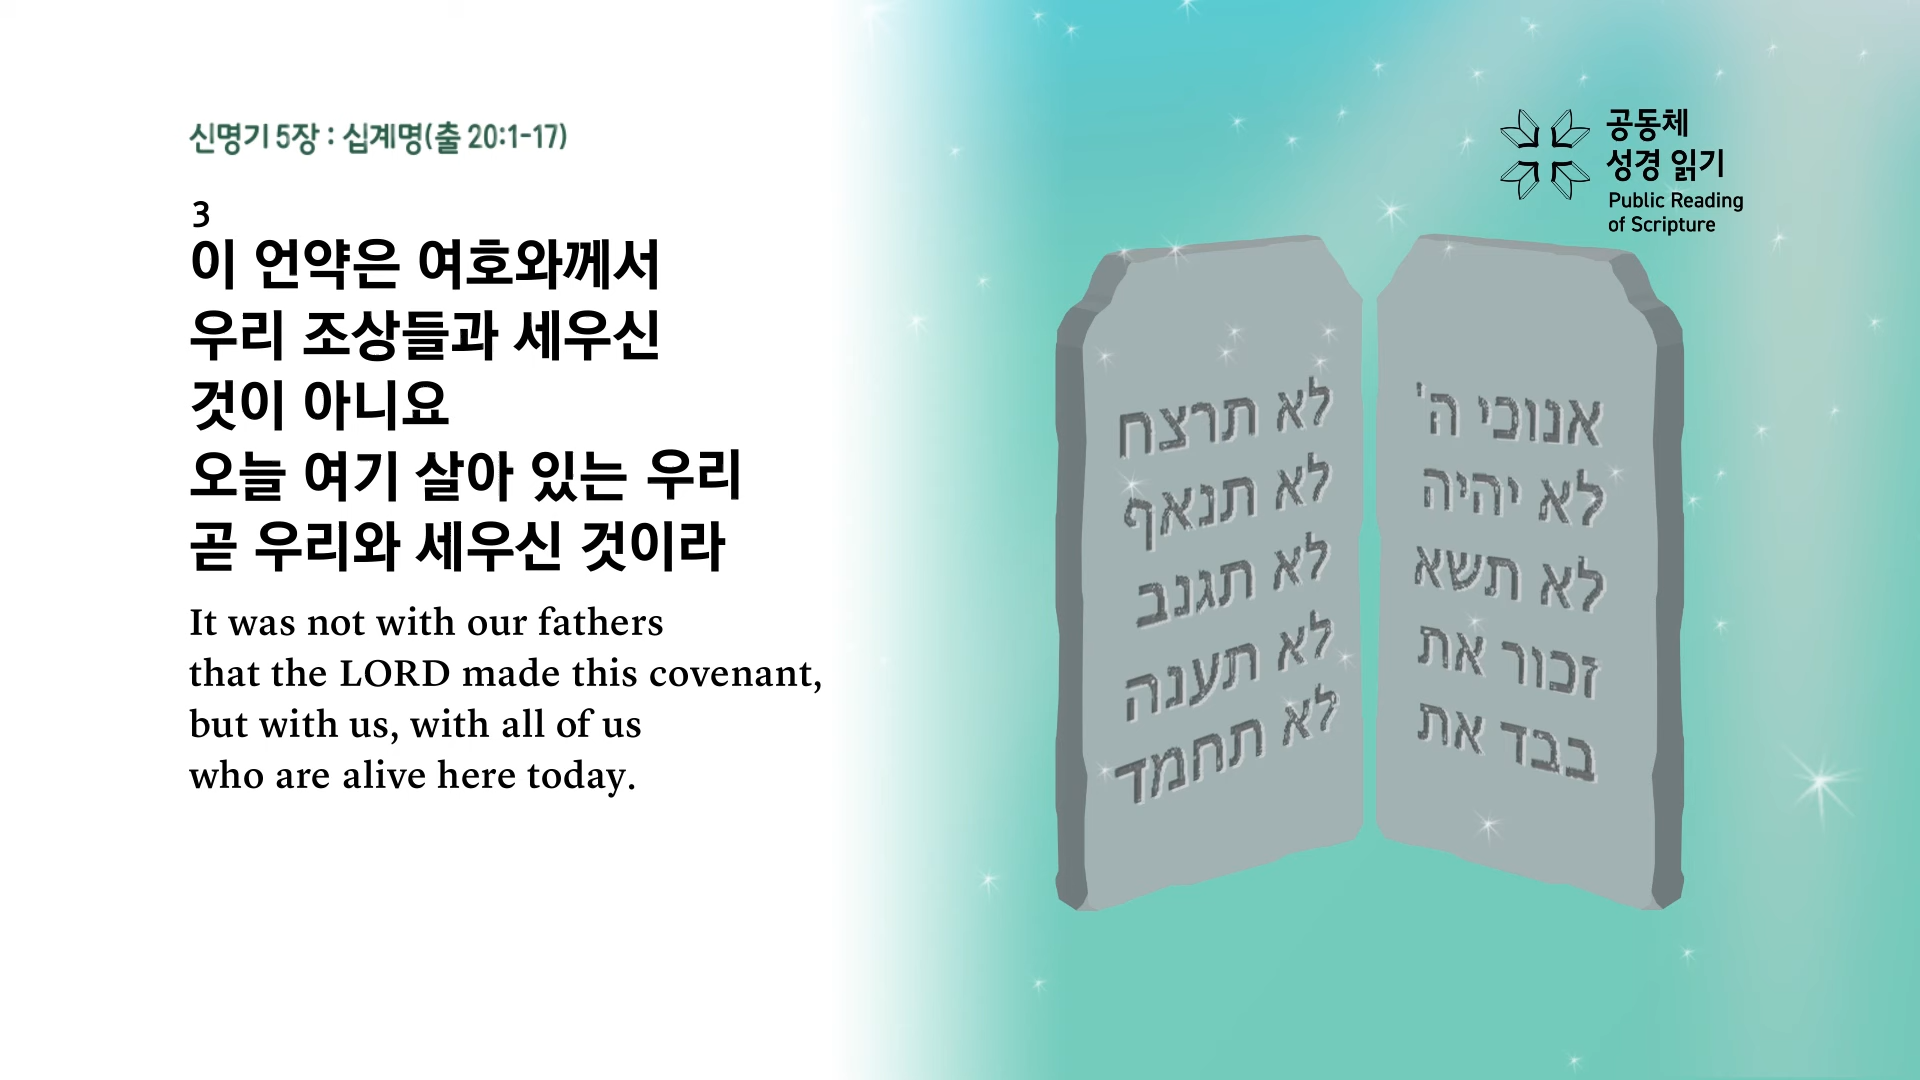 신명기 5장 : 십계명(출 20:1-17)
3
이 언약은 여호와께서
우리 조상들과 세우신
것이 아니요
오늘 여기 살아 있는 우리
곧 우리와 세우신 것이라
It was not with our fathers
that the LORD made this covenant,
but with us, with all of us
who are alive here today.
공동체
성경 읽기
Public Reading
of Scripture
אנוכי ה'
לא יהיה
לא תשא
זכור את
בבד את
לא תרצח
לא תנאף
לא תגנב
לא תענה
לא תחמד